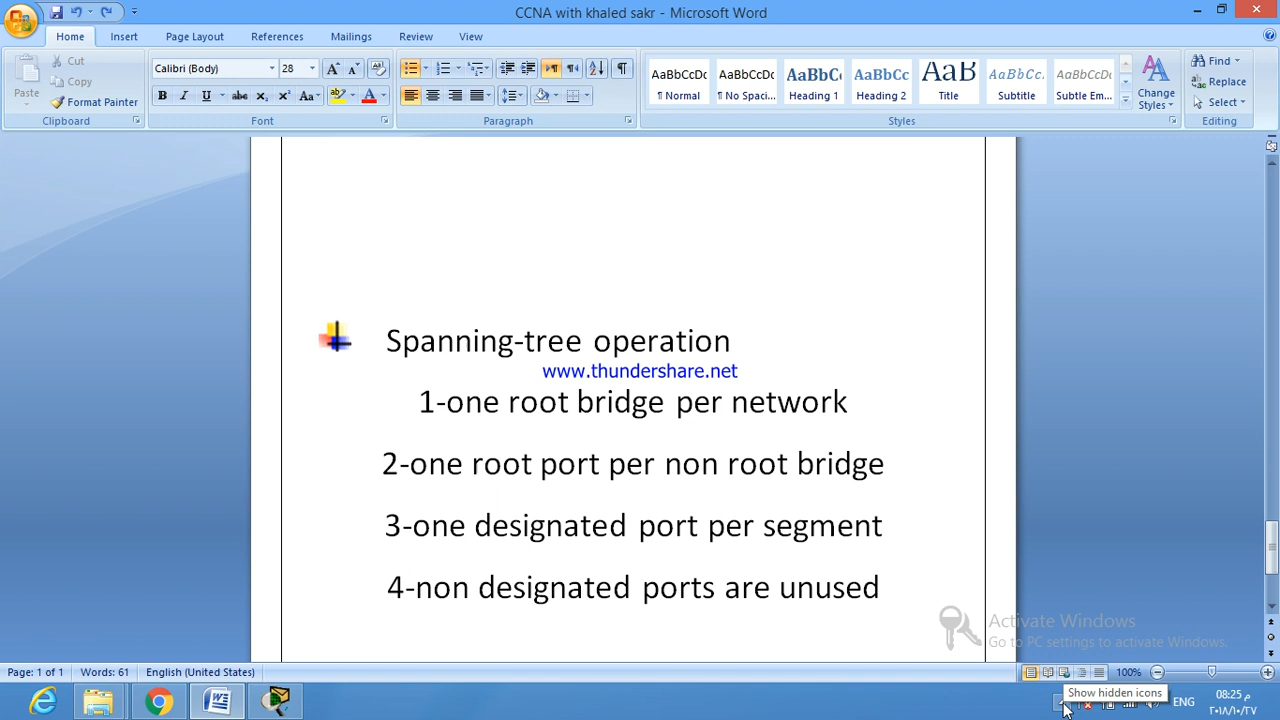 CCNA with khaled sakr - Microsoft Word
Home Insert Page Layout References Mailings Review View
Paste
Cut
Copy
Format Painter
Clipboard
Calibri (Body) 28
Font
Paragraph
AaBbCcDc AaBbCcDc AaBbC AaBbCc AaB AaBbCc. AaBbCcDc
¶ Normal ¶ No Spaci... Heading 1 Heading 2 Title Subtitle Subtle Em...
Change Styles
Styles
Find
Replace
Select
Editing
Spanning-tree operation
www.thundershare.net
1-one root bridge per network
2-one root port per non root bridge
3-one designated port per segment
4-non designated ports are unused
Activate Windows
Go to PC settings to activate Windows.
Page: 1 of 1 Words: 61 English (United States) 100%
Show hidden icons
ENG
08:25 م
٢٠١٨/١٠/٢٧